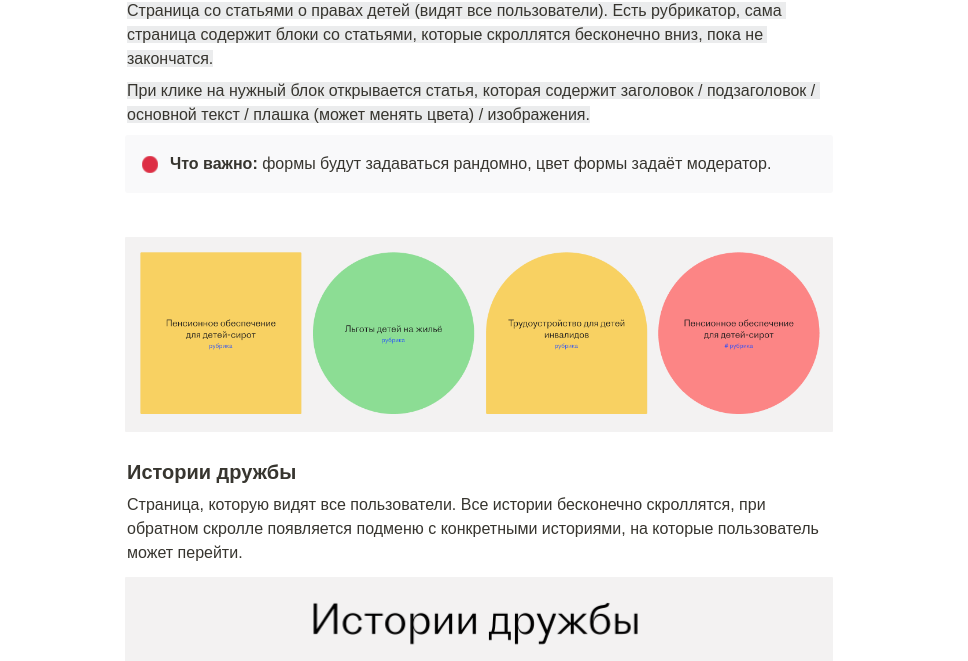 Страница со статьями о правах детей (видят все пользователи). Есть рубрикатор, сама
страница содержит блоки со статьями, которые скроллятся бесконечно вниз, пока не
закончатся.
При клике на нужный блок открывается статья, которая содержит заголовок / подзаголовок /
основной текст / плашка (может менять цвета) / изображения.
Что важно: формы будут задаваться рандомно, цвет формы задаёт модератор.
Пенсионное обеспечение
для детей-сирот
рубрика
Льготы детей на жильё
рубрика
Трудоустройство для детей
инвалидов
рубрика
Пенсионное обеспечение
для детей-сирот
# рубрика
Истории дружбы
Страница, которую видят все пользователи. Все истории бесконечно скроллятся, при
обратном скролле появляется подменю с конкретными историями, на которые пользователь
может перейти.
Истории дружбы